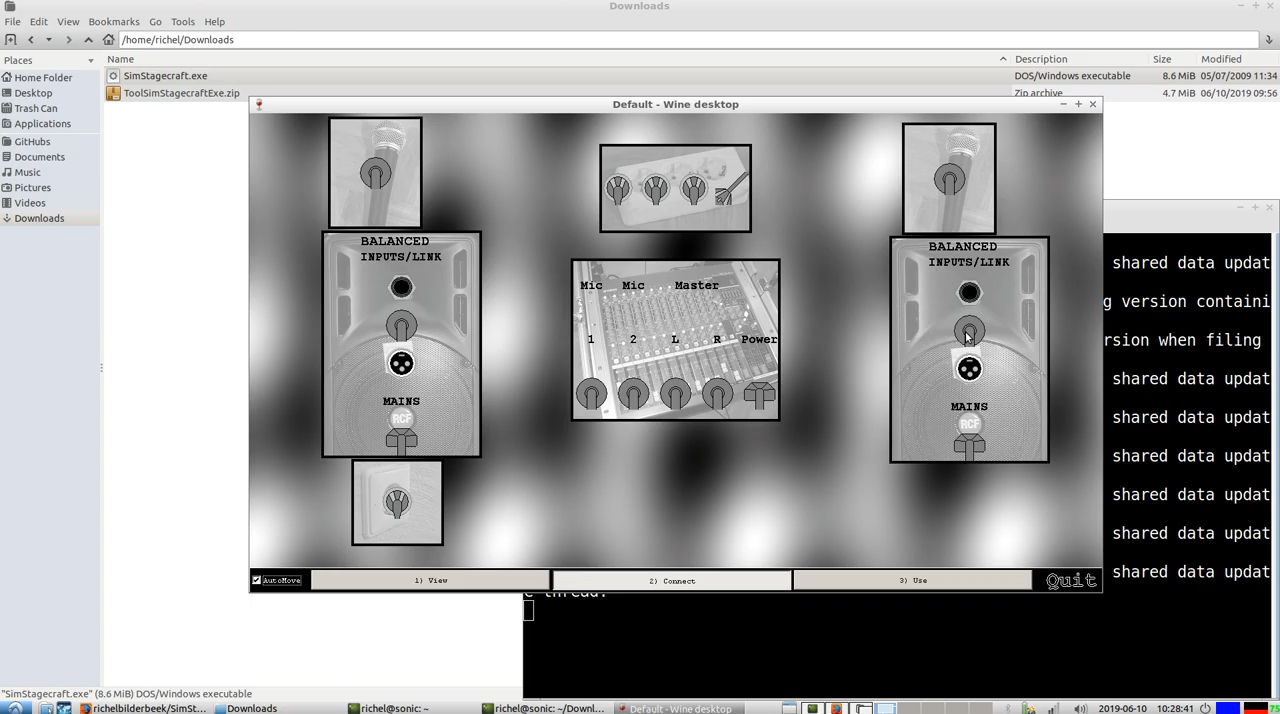 Downloads
File Edit View Bookmarks Go Tools Help
/home/richel/Downloads
Places
Name Description Size Modified
Home Folder
Desktop
Trash Can
Applications
GitHubs
Documents
Music
Pictures
Videos
Downloads
SimStagecraft.exe DOS/Windows executable 8.6 MiB 05/07/2009 11:34
ToolSimStagecraftExe.zip Zip archive 4.7 MiB 06/10/2019 09:56
Default - Wine desktop
BALANCED
INPUTS/LINK
MAINS
RCF
Mic Mic Master
1 2 L R Power
BALANCED
INPUTS/LINK
MAINS
RCF
AutoMove 1) View 2) Connect 3) Use Quit
shared data updat
g version containi
rsion when filing
shared data updat
shared data updat
shared data updat
shared data updat
shared data updat
shared data updat
e thread.
"SimStagecraft.exe" (8.6 MiB) DOS/Windows executable
richelbilderbeek/SimSt... Downloads richel@sonic: ~ richel@sonic: ~/Downl... Default - Wine desktop 2019-06-10 10:28:41 75